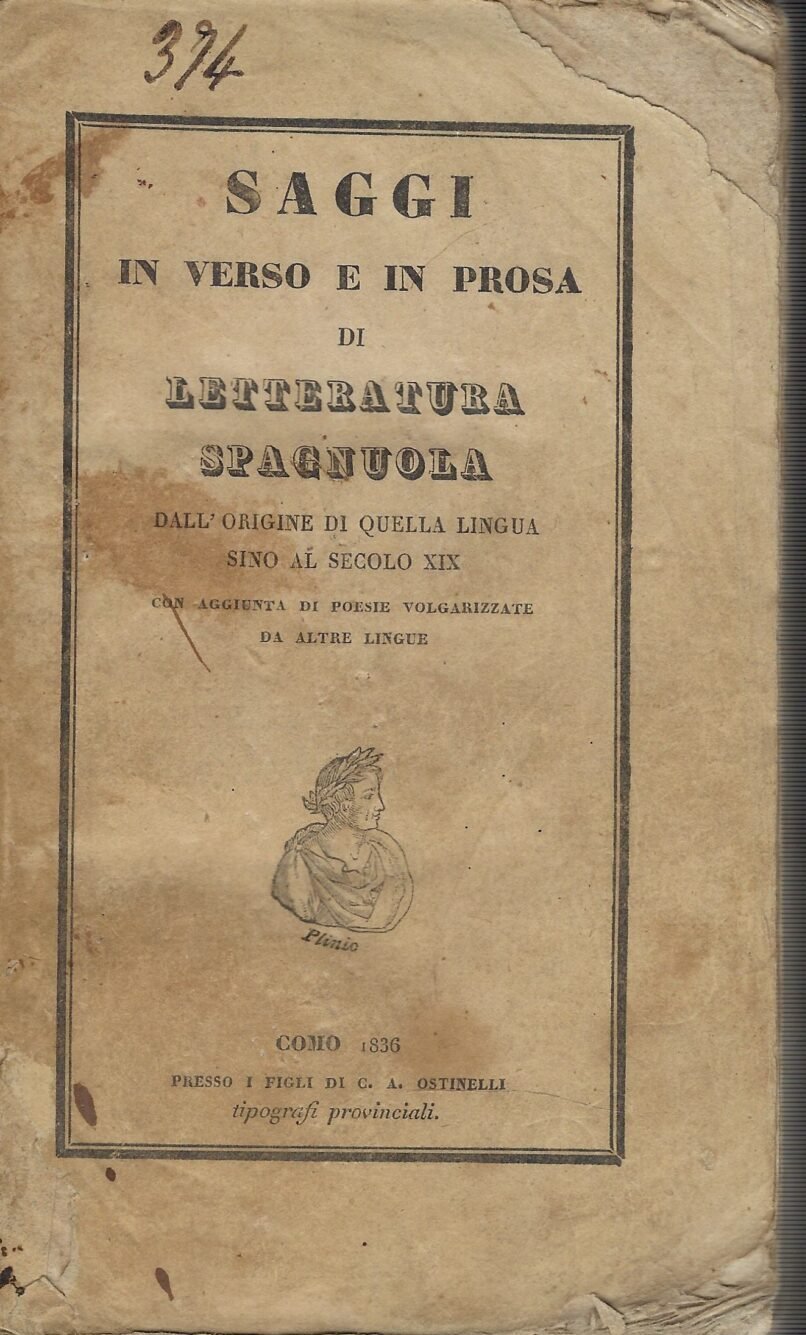 394
SAGGI
IN VERSO E IN PROSA
DI
LETTERATURA
SPAGNUOLA
DALL' ORIGINE DI QUELLA LINGUA
SINO AL SECOLO XIX
CON AGGIUNTA DI POESIE VOLGARIZZATE
DA ALTRE LINGUE
Plinio
COMO 1836
PRESSO I FIGLI DI C. A. OSTINELLI
tipografi provinciali.